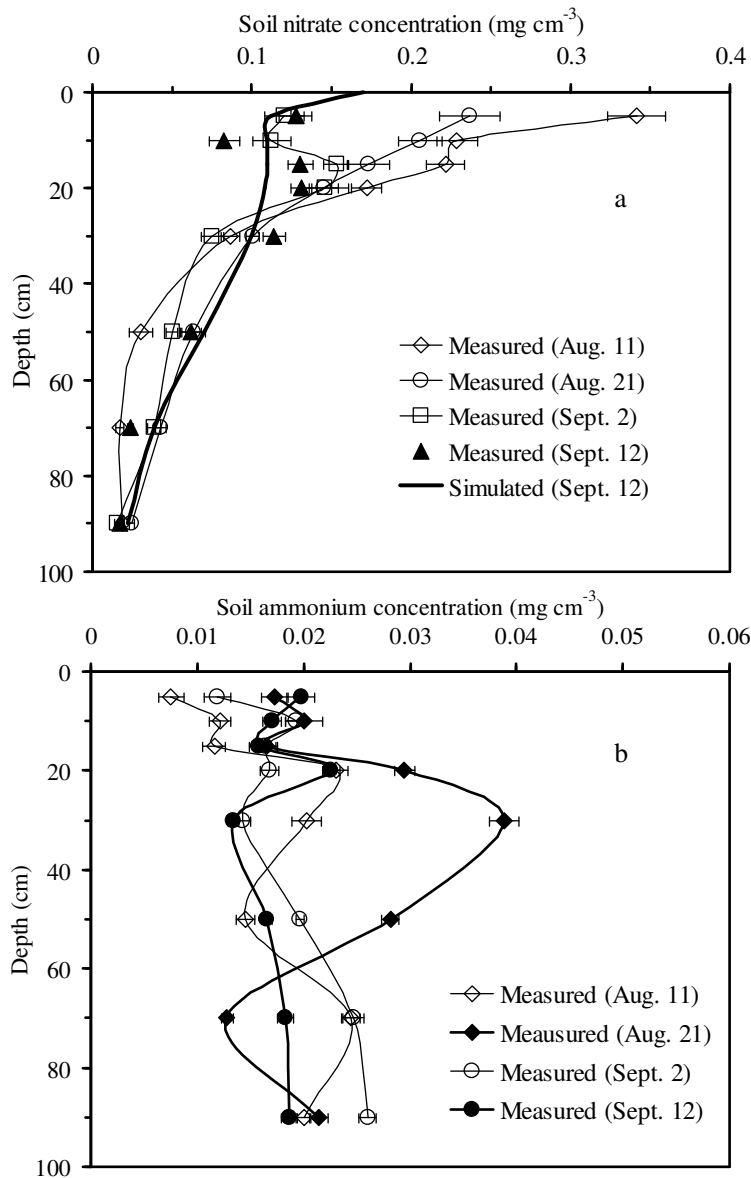 Soil nitrate concentration (mg cm-3)
0 0.1 0.2 0.3 0.4
0
20
40
60
80
100
Depth (cm)
a
Measured (Aug. 11)
Measured (Aug. 21)
Measured (Sept. 2)
Measured (Sept. 12)
Simulated (Sept. 12)
Soil ammonium concentration (mg cm-3)
0 0.01 0.02 0.03 0.04 0.05 0.06
0
20
40
60
80
100
Depth (cm)
b
Measured (Aug. 11)
Meausured (Aug. 21)
Measured (Sept. 2)
Measured (Sept. 12)